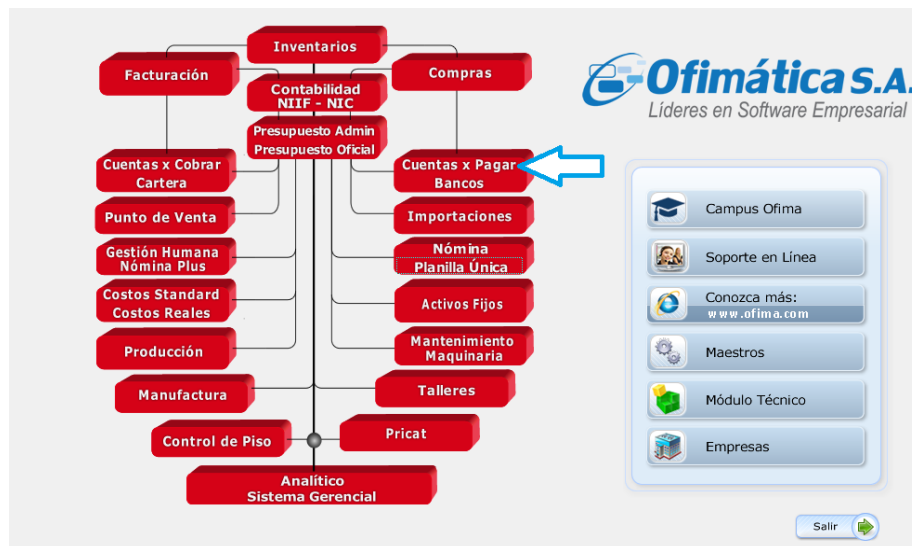 Inventarios
Facturación
Compras
Contabilidad
NIIF - NIC
Presupuesto Admin
Presupuesto Oficial
Cuentas x Cobrar
Cartera
Cuentas x Pagar
Bancos
Punto de Venta
Importaciones
Gestión Humana
Nómina Plus
Nómina
Planilla Única
Costos Standard
Costos Reales
Activos Fijos
Producción
Mantenimiento
Maquinaria
Manufactura
Talleres
Control de Piso
Pricat
Analítico
Sistema Gerencial
Ofimática S.A.
Líderes en Software Empresarial
Campus Ofima
Soporte en Línea
Conozca más:
www.ofima.com
Maestros
Módulo Técnico
Empresas
Salir